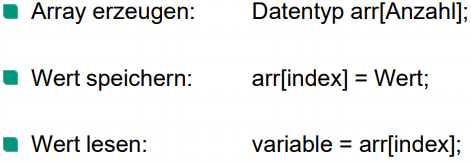 Array erzeugen: Datentyp arr[Anzahl];
Wert speichern: arr[index] = Wert;
Wert lesen: variable = arr[index];